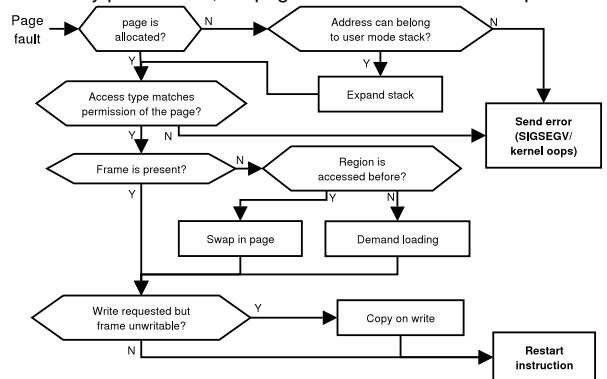 Page
fault
page is
allocated?
N
Address can belong
to user mode stack?
N
Y
Y
Expand stack
Access type matches
permission of the page?
Send error
(SIGSEGV/
kernel oops)
Y
N
Frame is present?
N
Region is
accessed before?
Y
Y
N
Swap in page
Demand loading
Write requested but
frame unwritable?
Y
Copy on write
N
Restart
instruction